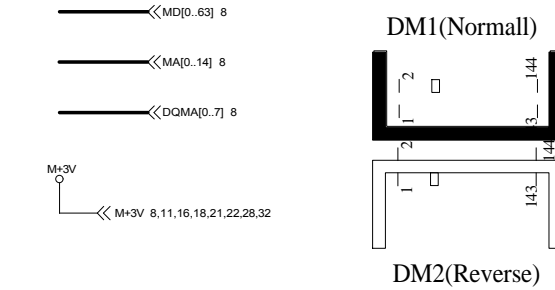 MD[0..63] 8
MA[0..14] 8
DQMA[0..7] 8
M+3V
M+3V 8,11,16,18,21,22,28,32
DM1(Normall)
2
144
1
3
2
144
1
143
DM2(Reverse)